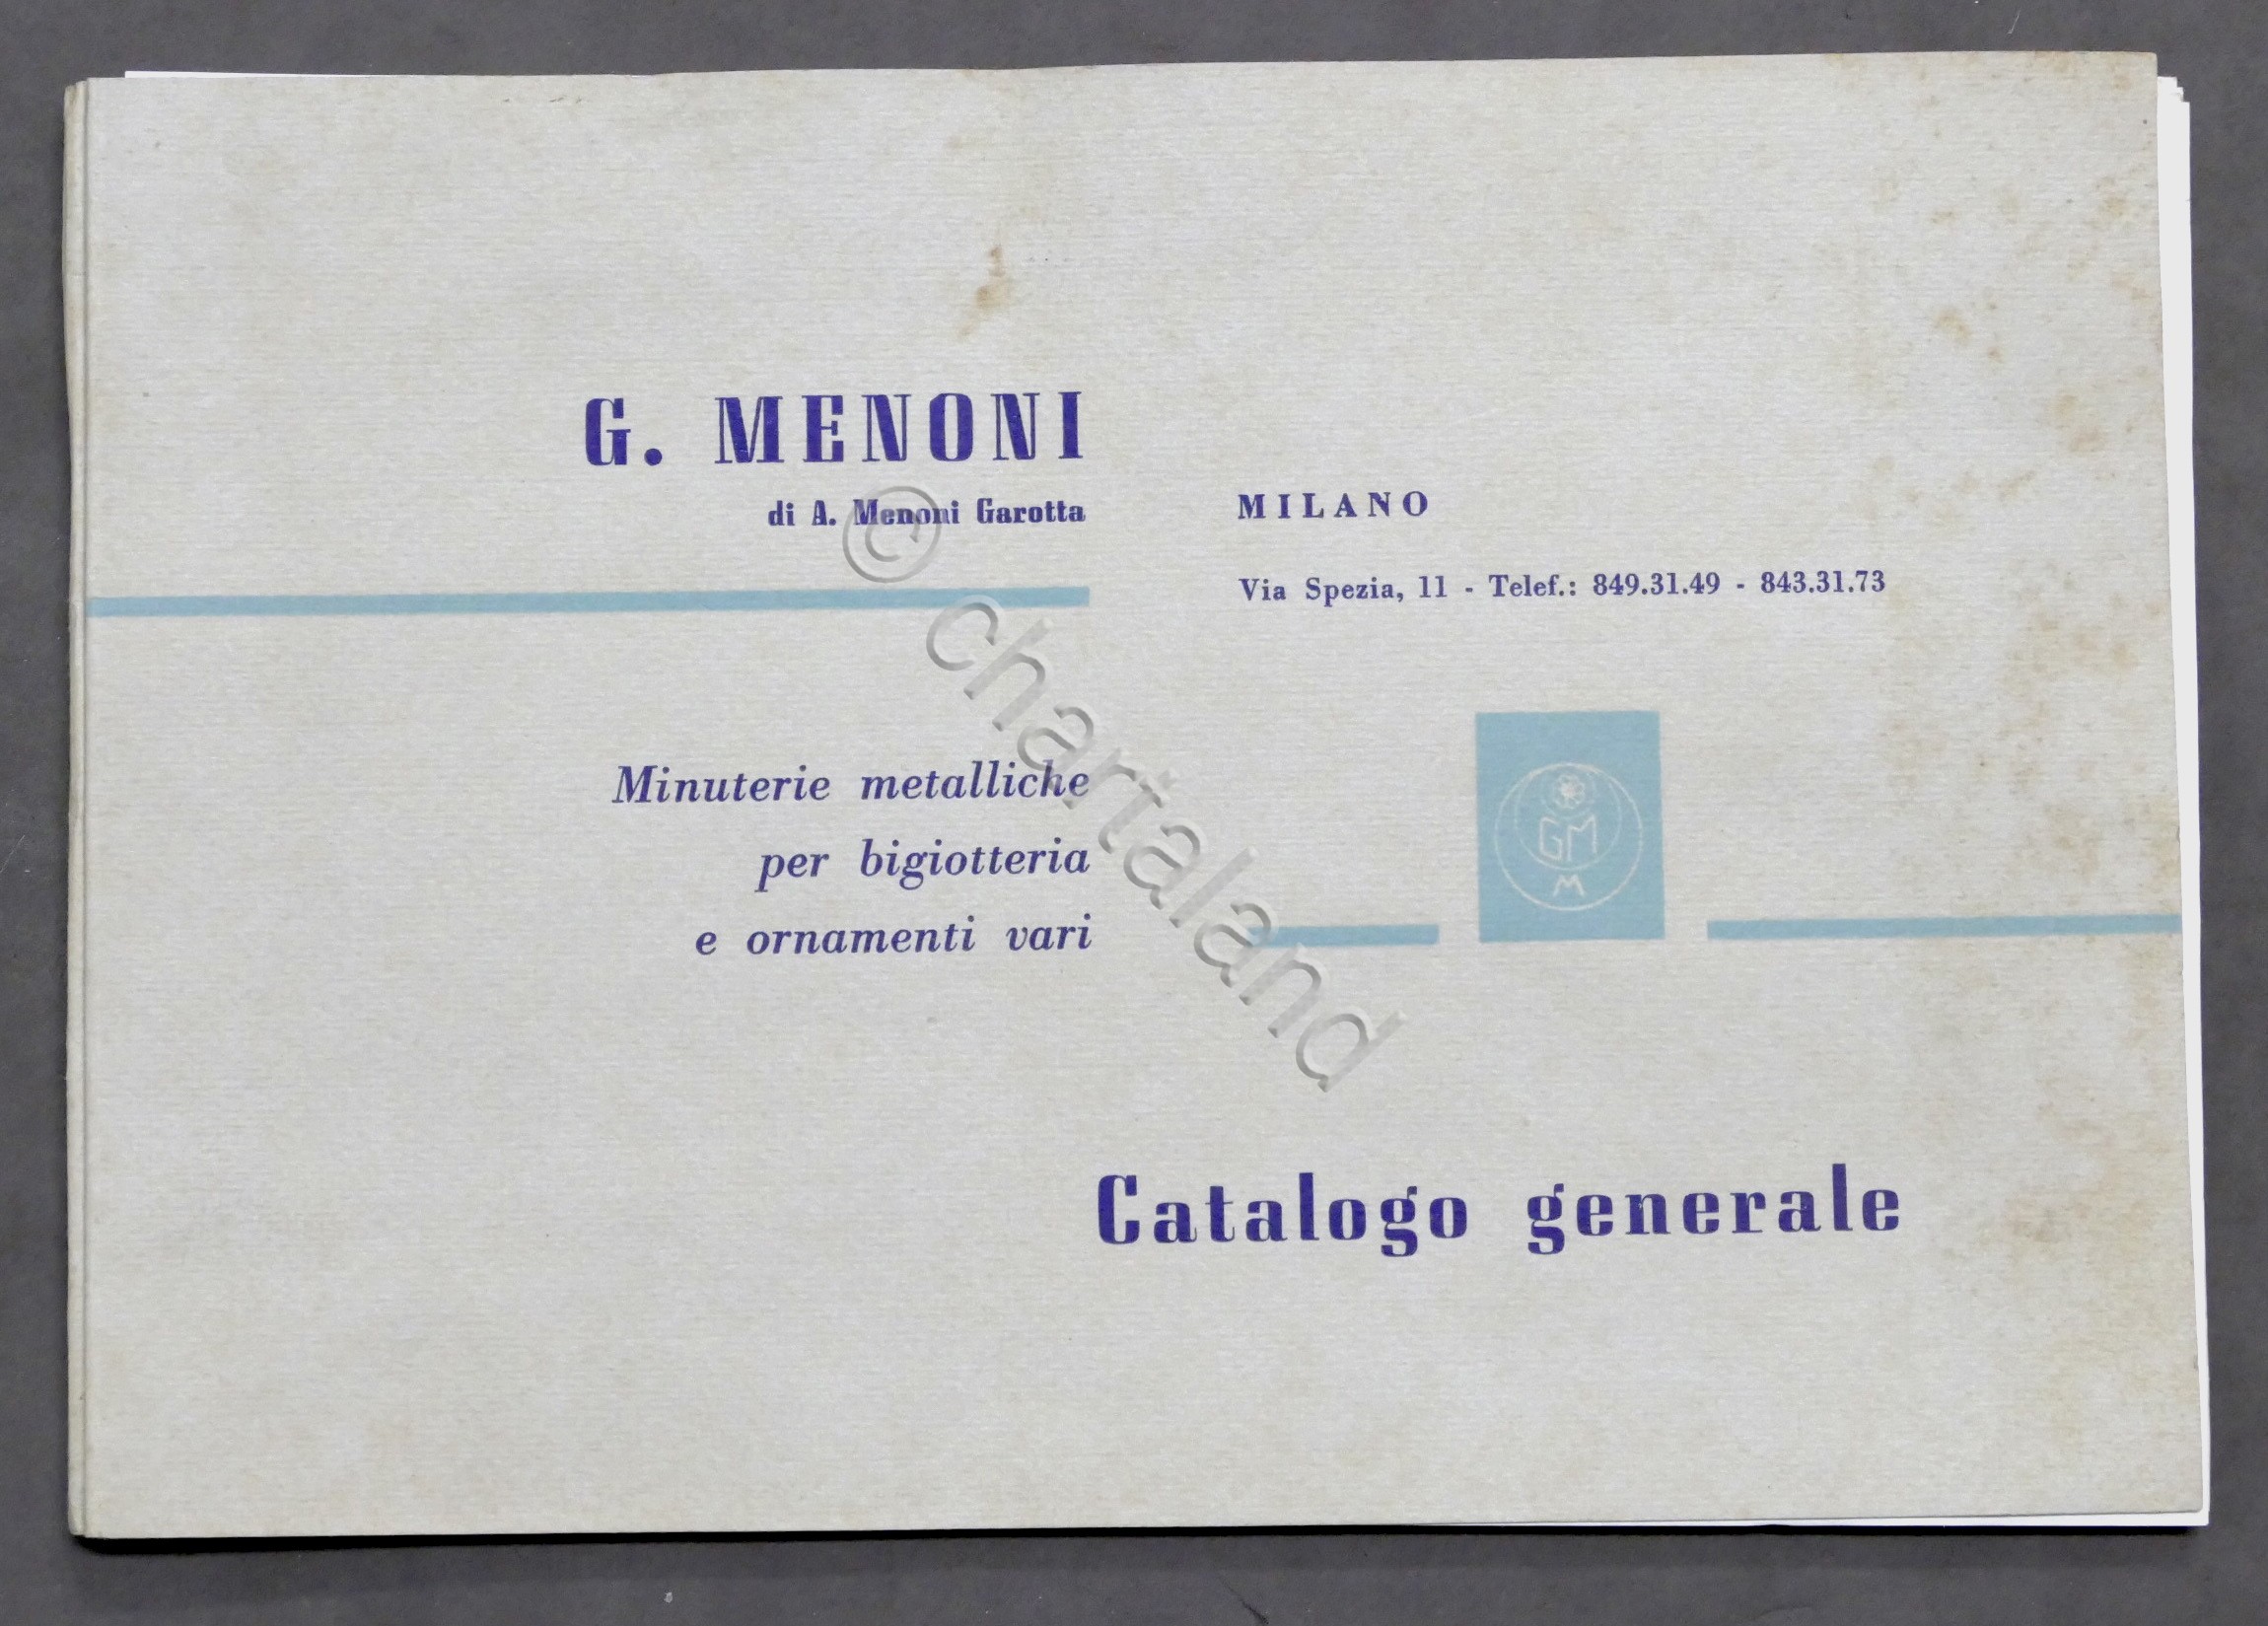 G. MENONI
di A. Menoni Garotta
MILANO
Via Spezia, 11 - Telef.: 849.31.49 - 843.31.73
Minuterie metalliche
per bigiotteria
e ornamenti vari
GM
M
Catalogo generale
© chartaland